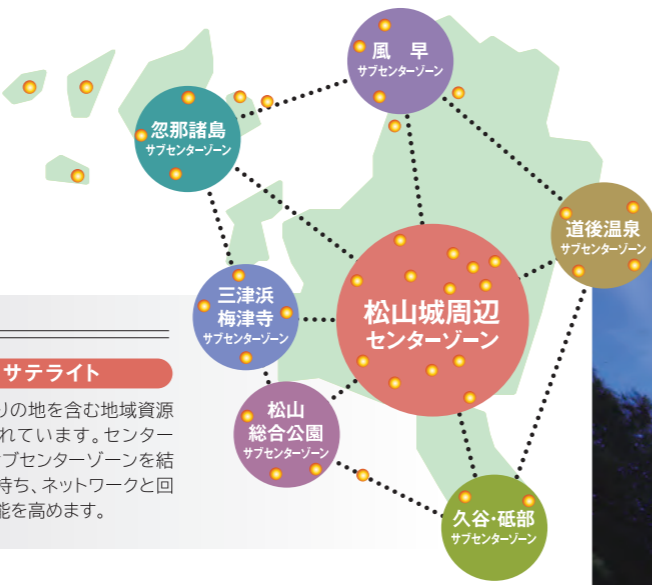 風 早
サブセンターゾーン
忽那諸島
サブセンターゾーン
道後温泉
サブセンターゾーン
松山城周辺
センターゾーン
三津浜
梅津寺
サブセンターゾーン
松山
総合公園
サブセンターゾーン
久谷・砥部
サブセンターゾーン
サテライト
りの地を含む地域資源
れています。センター
ブセンターゾーンを結
持ち、ネットワークと回
能を高めます。